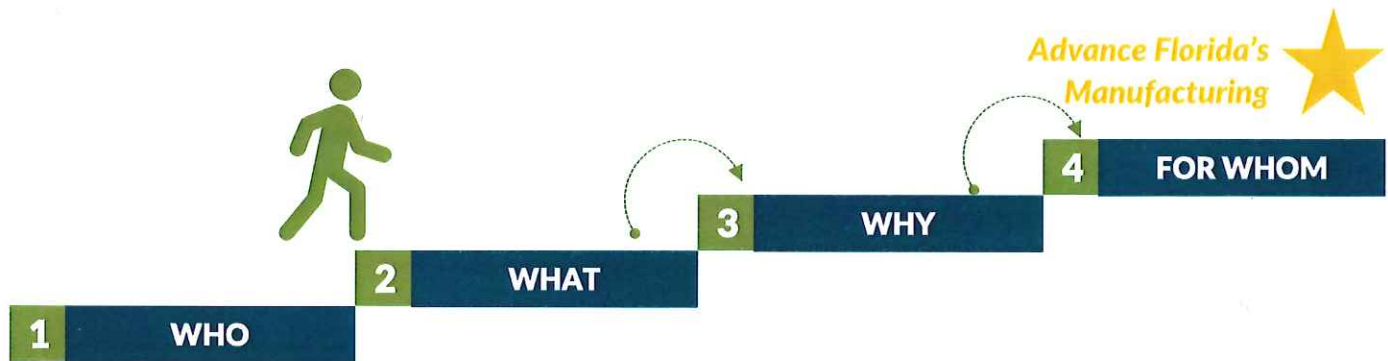 Advance Florida's
Manufacturing
4 FOR WHOM
3 WHY
2 WHAT
1 WHO